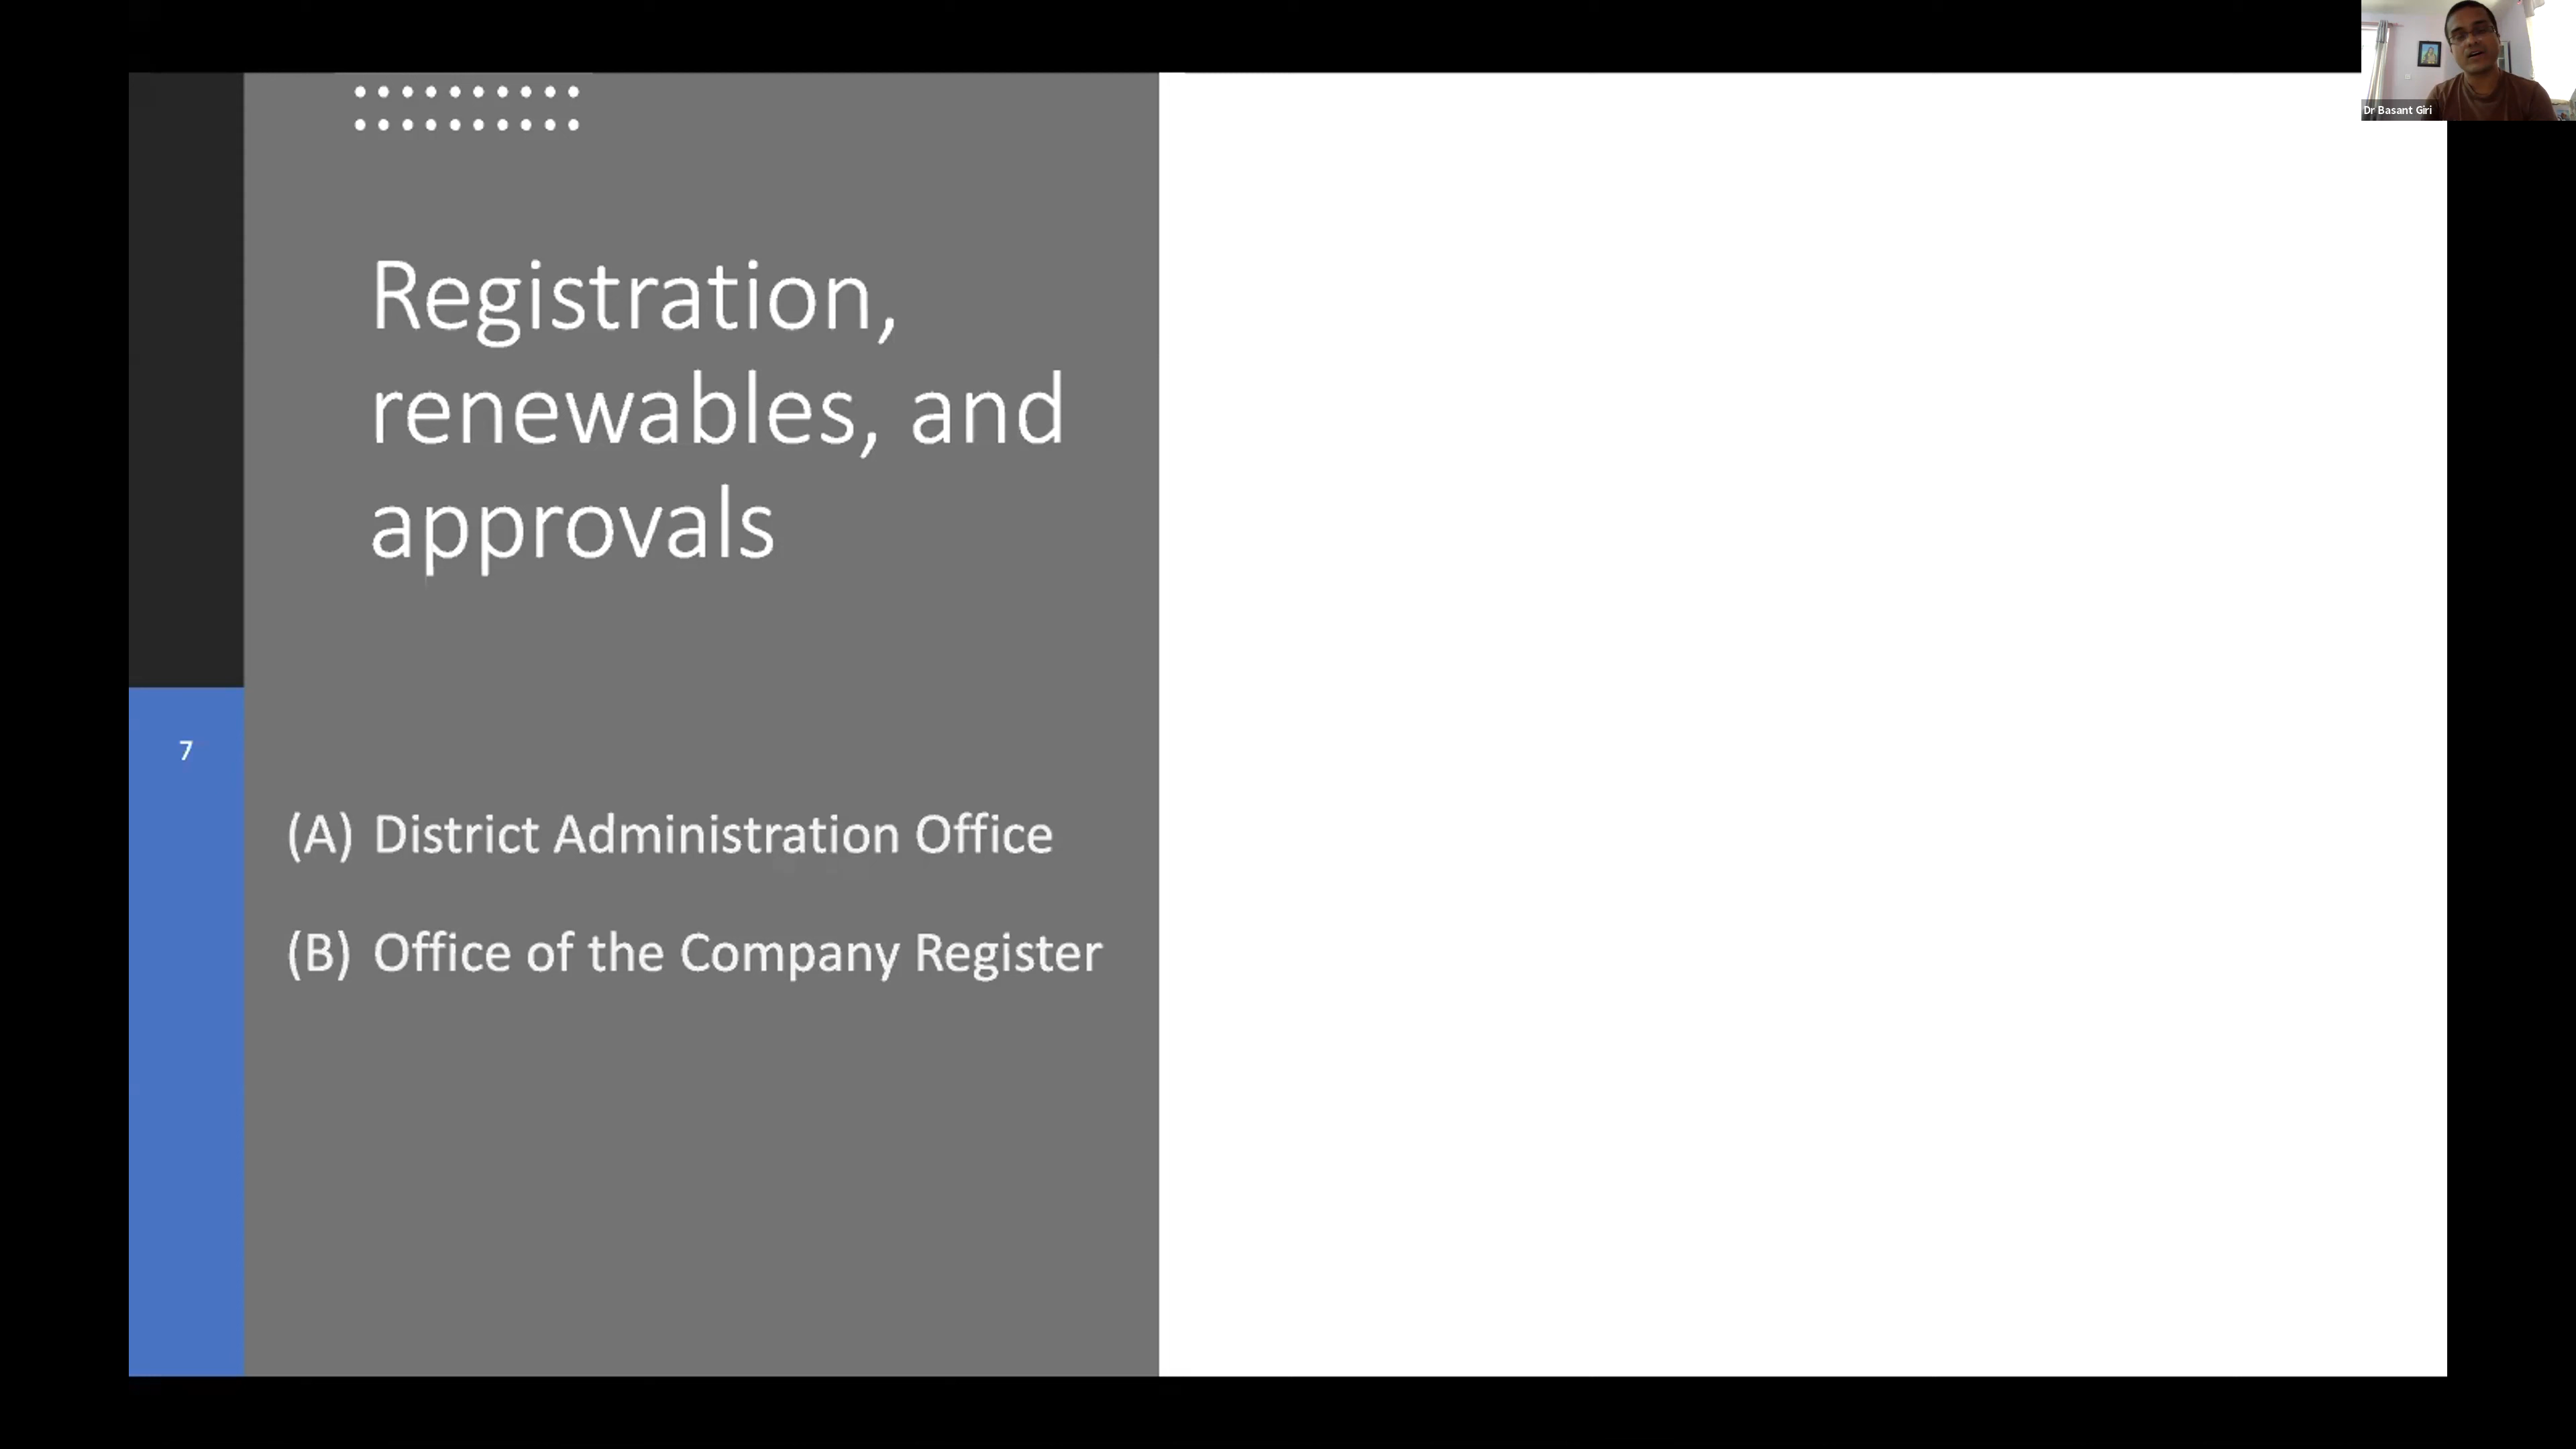 Dr Basant Giri
Registration,
renewables, and
approvals
7
(A) District Administration Office
(B) Office of the Company Register